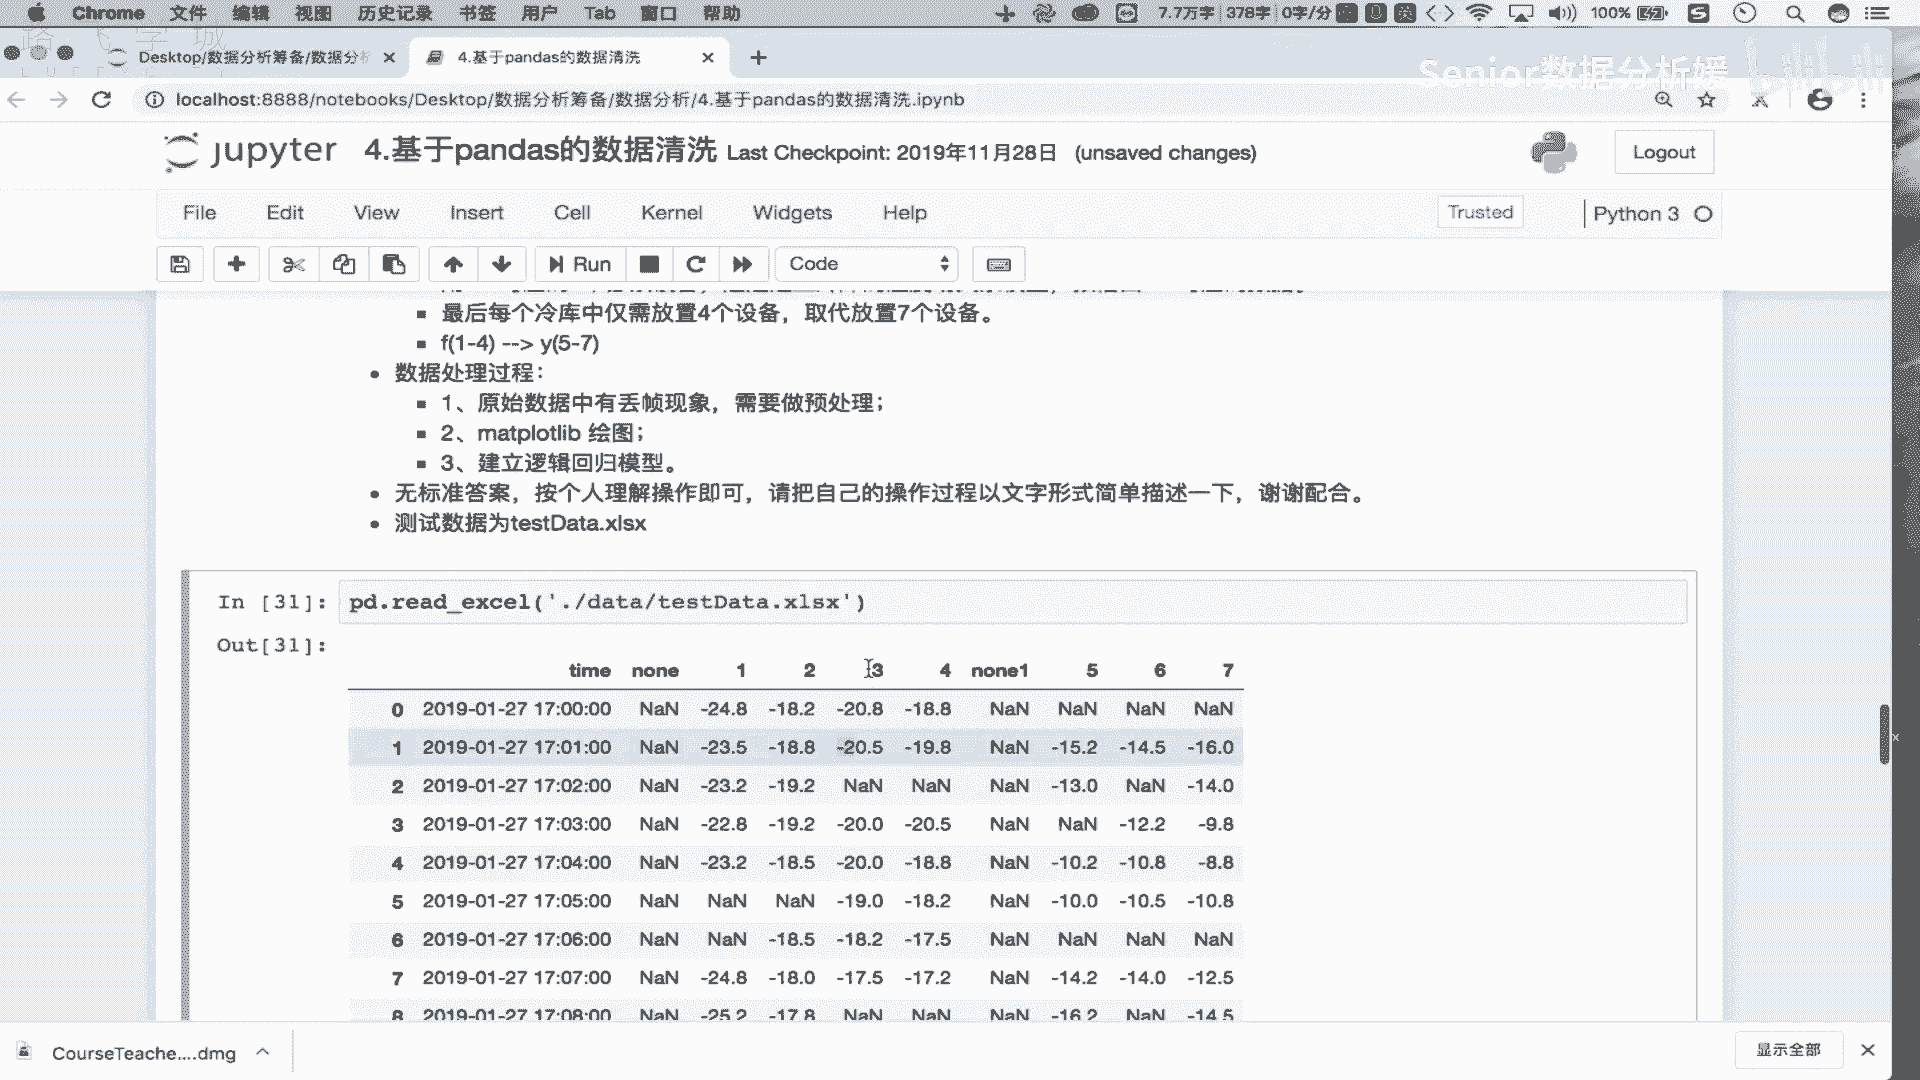 Chrome 文件 编辑 视图 历史记录 书签 用户 Tab 窗口 帮助 7.7万字 378字 0字/分 英 100%
Desktop/数据分析筹备/数据分析 4.基于pandas的数据清洗
Senior数据分析媛 bilibili
localhost:8888/notebooks/Desktop/数据分析筹备/数据分析/4.基于pandas的数据清洗.ipynb
jupyter 4.基于pandas的数据清洗 Last Checkpoint: 2019年11月28日 (unsaved changes) Logout
File Edit View Insert Cell Kernel Widgets Help Trusted Python 3
Run Code
最后每个冷库中仅需放置4个设备，取代放置7个设备。
f(1-4) --> y(5-7)
数据处理过程：
1、原始数据中有丢帧现象，需要做预处理；
2、matplotlib 绘图；
3、建立逻辑回归模型。
无标准答案，按个人理解操作即可，请把自己的操作过程以文字形式简单描述一下，谢谢配合。
测试数据为testData.xlsx
In [31]: pd.read_excel('./data/testData.xlsx')
Out[31]:
time none 1 2 3 4 none1 5 6 7
0 2019-01-27 17:00:00 NaN -24.8 -18.2 -20.8 -18.8 NaN NaN NaN NaN
1 2019-01-27 17:01:00 NaN -23.5 -18.8 -20.5 -19.8 NaN -15.2 -14.5 -16.0
2 2019-01-27 17:02:00 NaN -23.2 -19.2 NaN NaN NaN -13.0 NaN -14.0
3 2019-01-27 17:03:00 NaN -22.8 -19.2 -20.0 -20.5 NaN NaN -12.2 -9.8
4 2019-01-27 17:04:00 NaN -23.2 -18.5 -20.0 -18.8 NaN -10.2 -10.8 -8.8
5 2019-01-27 17:05:00 NaN NaN NaN -19.0 -18.2 NaN -10.0 -10.5 -10.8
6 2019-01-27 17:06:00 NaN NaN -18.5 -18.2 -17.5 NaN NaN NaN NaN
7 2019-01-27 17:07:00 NaN -24.8 -18.0 -17.5 -17.2 NaN -14.2 -14.0 -12.5
8 2019-01-27 17:08:00 NaN -25.2 -17.8 NaN NaN NaN -16.2 NaN -14.5
CourseTeache....dmg 显示全部